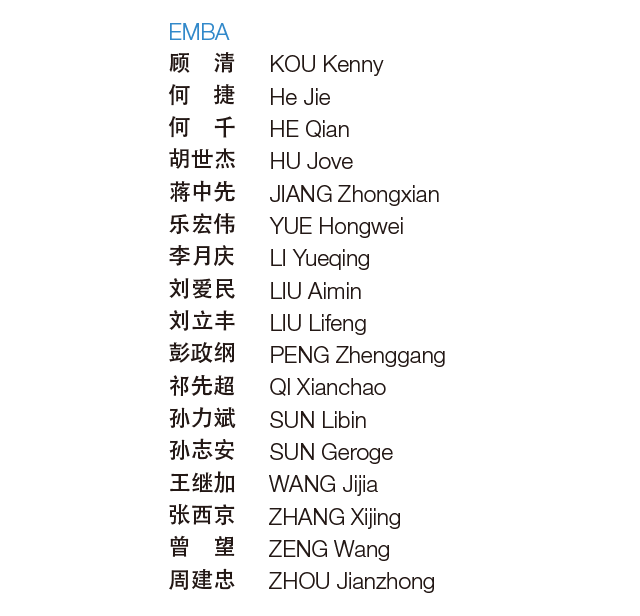 EMBA
顾　清 KOU Kenny
何　捷 He Jie
何　千 HE Qian
胡世杰 HU Jove
蒋中先 JIANG Zhongxian
乐宏伟 YUE Hongwei
李月庆 LI Yueqing
刘爱民 LIU Aimin
刘立丰 LIU Lifeng
彭政纲 PENG Zhenggang
祁先超 QI Xianchao
孙力斌 SUN Libin
孙志安 SUN Geroge
王继加 WANG Jijia
张西京 ZHANG Xijing
曾　望 ZENG Wang
周建忠 ZHOU Jianzhong